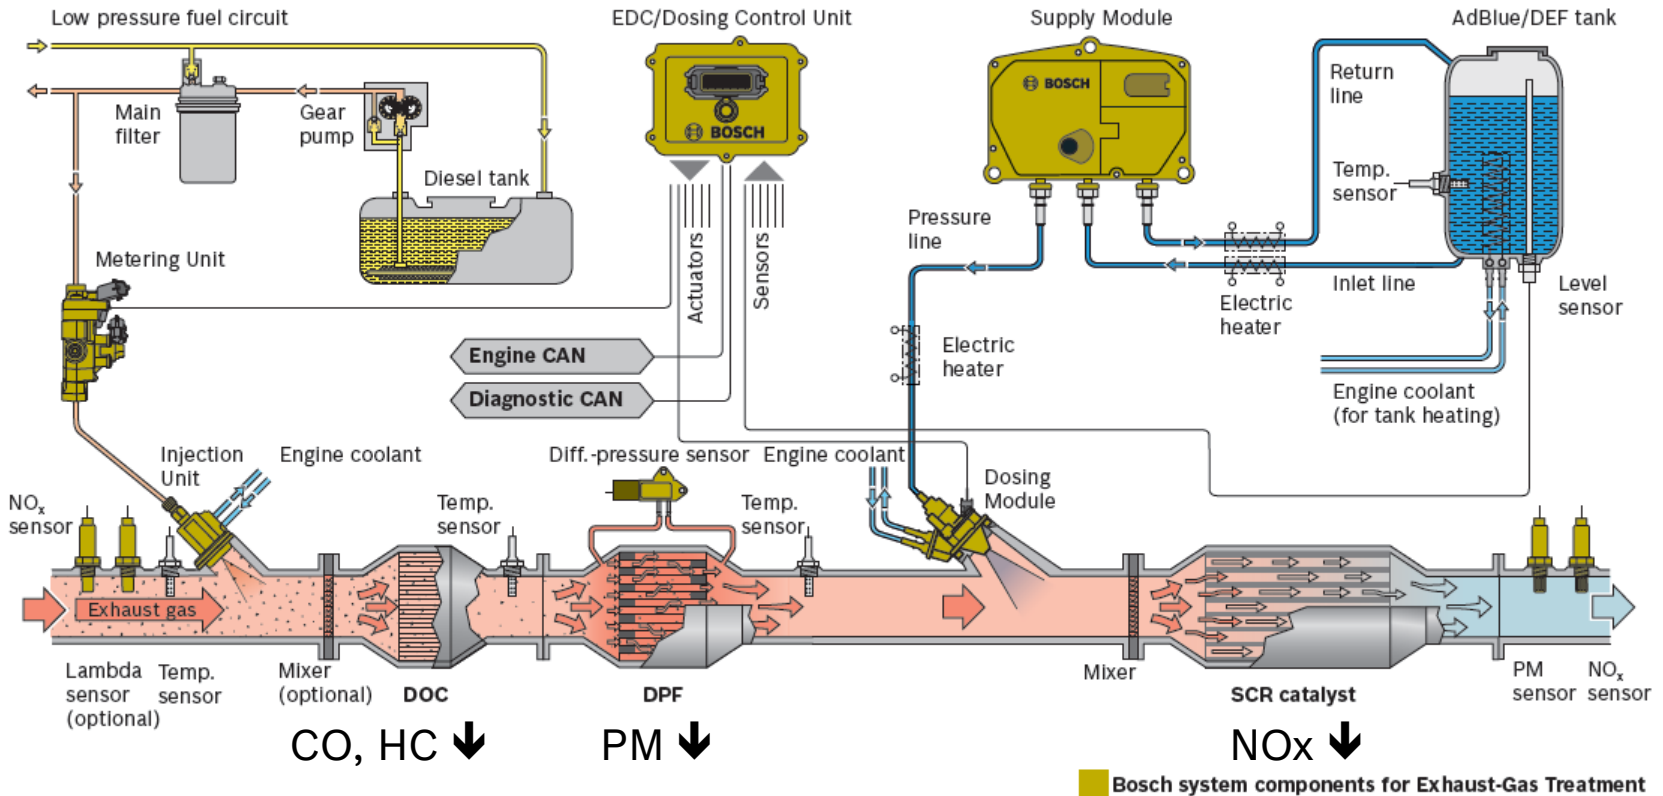 Low pressure fuel circuit
EDC/Dosing Control Unit
Supply Module
AdBlue/DEF tank
Main
filter
Gear
pump
BOSCH
BOSCH
Return
line
Diesel tank
Temp.
sensor
Pressure
line
Metering Unit
Actuators
Sensors
Inlet line
Level
sensor
Electric
heater
Electric
heater
Engine CAN
Diagnostic CAN
Engine coolant
(for tank heating)
Injection
Unit
Engine coolant
Diff.-pressure sensor
Engine coolant
Dosing
Module
NOx
sensor
Temp.
sensor
Temp.
sensor
Exhaust gas
Lambda
sensor
(optional)
Temp.
sensor
Mixer
(optional)
DOC
DPF
Mixer
SCR catalyst
PM
sensor
NOx
sensor
CO, HC
PM
NOx
Bosch system components for Exhaust-Gas Treatment